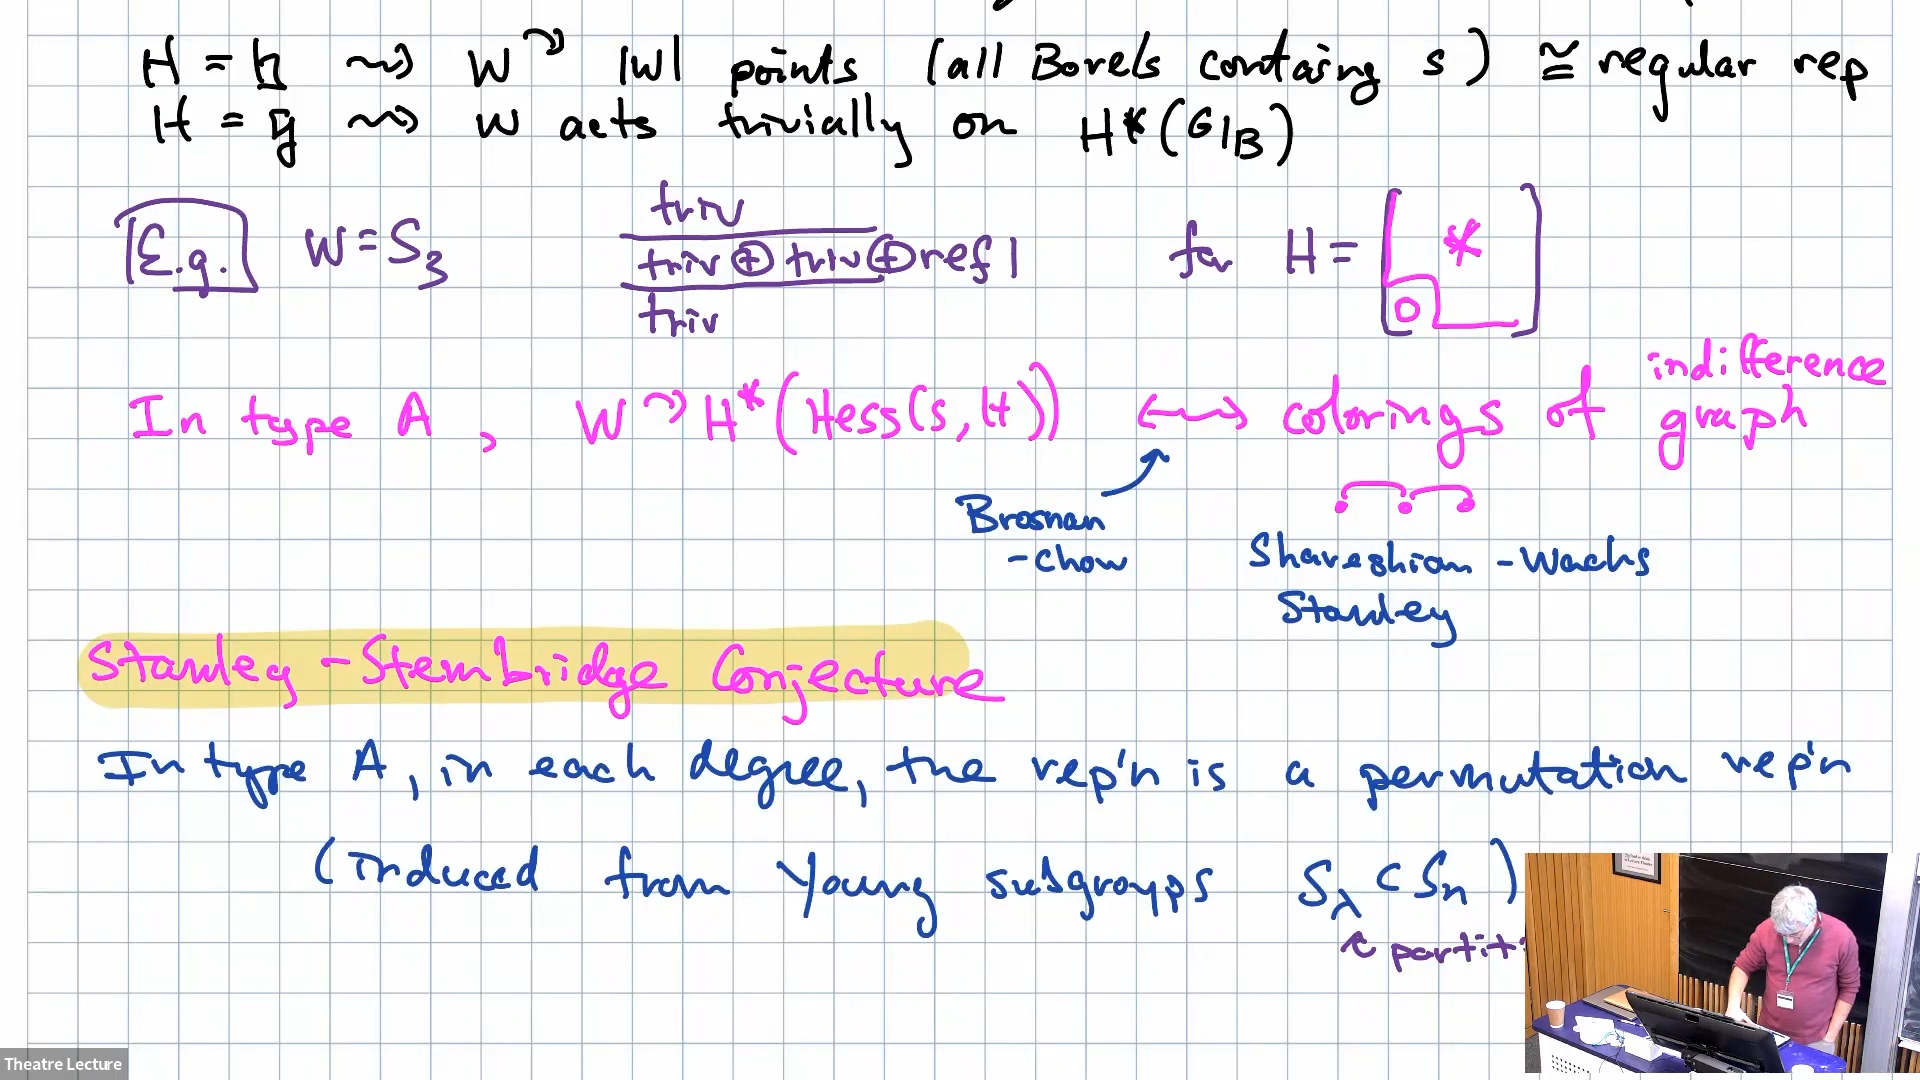 H = h ⇝ W ↷ |W| points (all Borels containg s) ≅ regular rep
H = g ⇝ W acts trivially on H*(G/B)
E.g. W = S₃ triv for H = [ * 0 ]
triv ⊕ triv ⊕ refl
triv
indifference
In type A, W ↷ H*(Hess(s, H)) ↔ colorings of graph
Brosnan
-Chow
Shareshian - Wachs
Stanley
Stanley - Stembridge Conjecture
In type A, in each degree, the rep'n is a permutation rep'n
(induced from Young subgroups S_λ ⊂ Sₙ)
Theatre Lecture